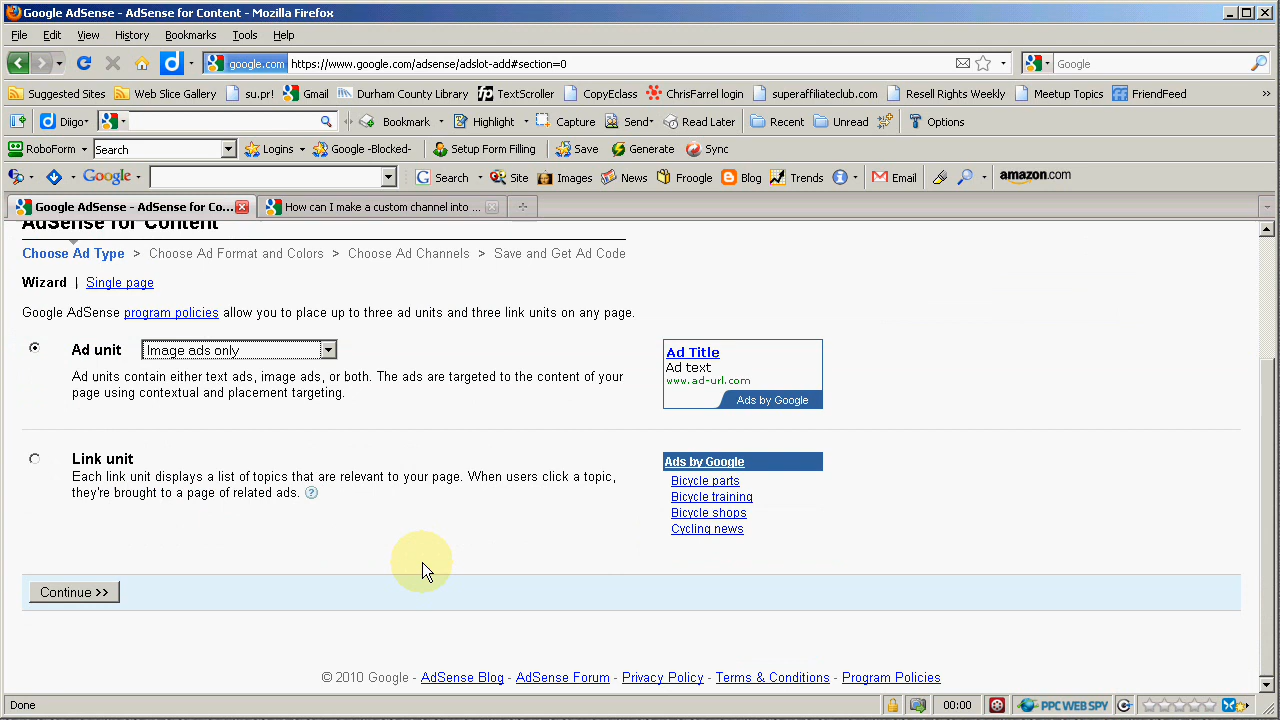 Google AdSense - AdSense for Content - Mozilla Firefox
File Edit View History Bookmarks Tools Help
google.com https://www.google.com/adsense/adslot-add#section=0 Google
Suggested Sites Web Slice Gallery su.pr! Gmail Durham County Library TextScroller CopyEclass ChrisFarrel login superaffiliateclub.com Resell Rights Weekly Meetup Topics FriendFeed »
Diigo Bookmark Highlight Capture Send Read Later Recent Unread Options
RoboForm Search Logins Google -Blocked- Setup Form Filling Save Generate Sync
Google Search Site Images News Froogle Blog Trends Email amazon.com
Google AdSense - AdSense for Co... How can I make a custom channel into ...
AdSense for Content
Choose Ad Type > Choose Ad Format and Colors > Choose Ad Channels > Save and Get Ad Code
Wizard | Single page
Google AdSense program policies allow you to place up to three ad units and three link units on any page.
Ad unit Image ads only
Ad units contain either text ads, image ads, or both. The ads are targeted to the content of your
page using contextual and placement targeting.
Ad Title
Ad text
www.ad-url.com
Ads by Google
Link unit
Each link unit displays a list of topics that are relevant to your page. When users click a topic,
they're brought to a page of related ads. ?
Ads by Google
Bicycle parts
Bicycle training
Bicycle shops
Cycling news
Continue >>
© 2010 Google - AdSense Blog - AdSense Forum - Privacy Policy - Terms & Conditions - Program Policies
Done 00:00 PPC WEB SPY